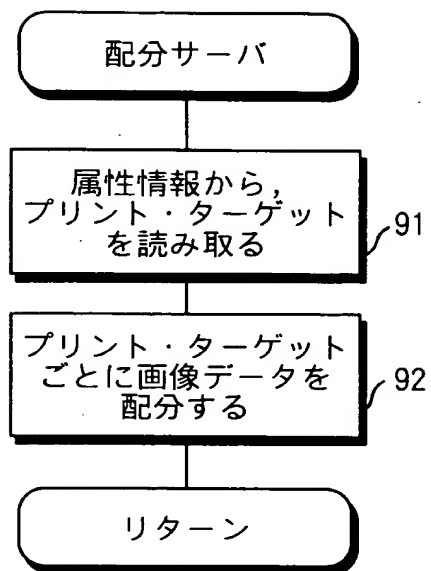 配分サーバ
属性情報から,
プリント・ターゲット
を読み取る
91
プリント・ターゲット
ごとに画像データを
配分する
92
リターン